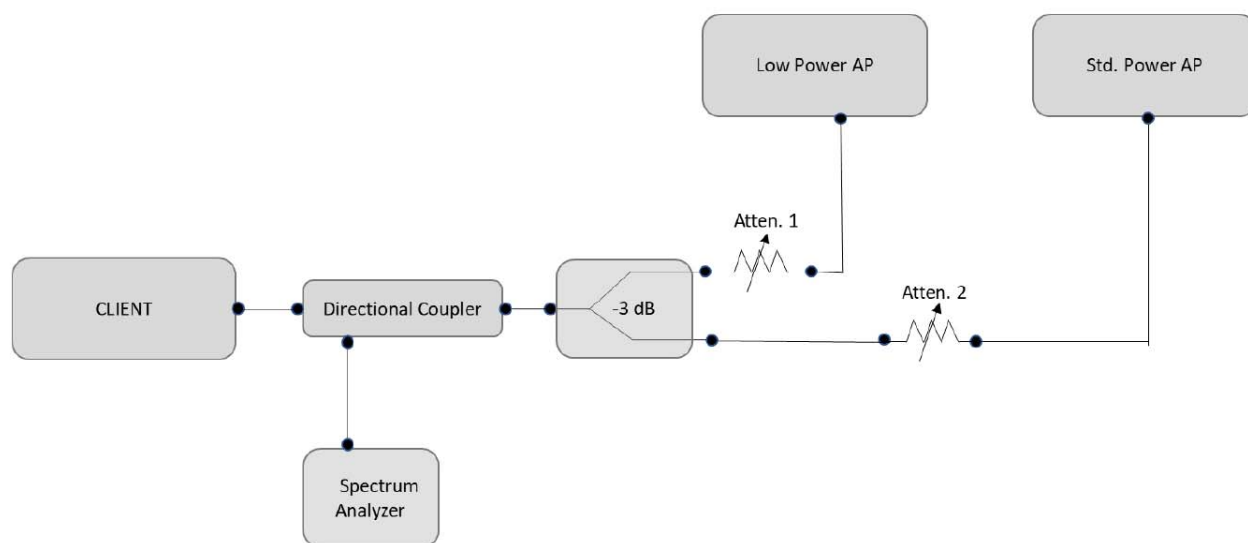 Low Power AP
Std. Power AP
Atten. 1
Atten. 2
CLIENT
Directional Coupler
-3 dB
Spectrum
Analyzer